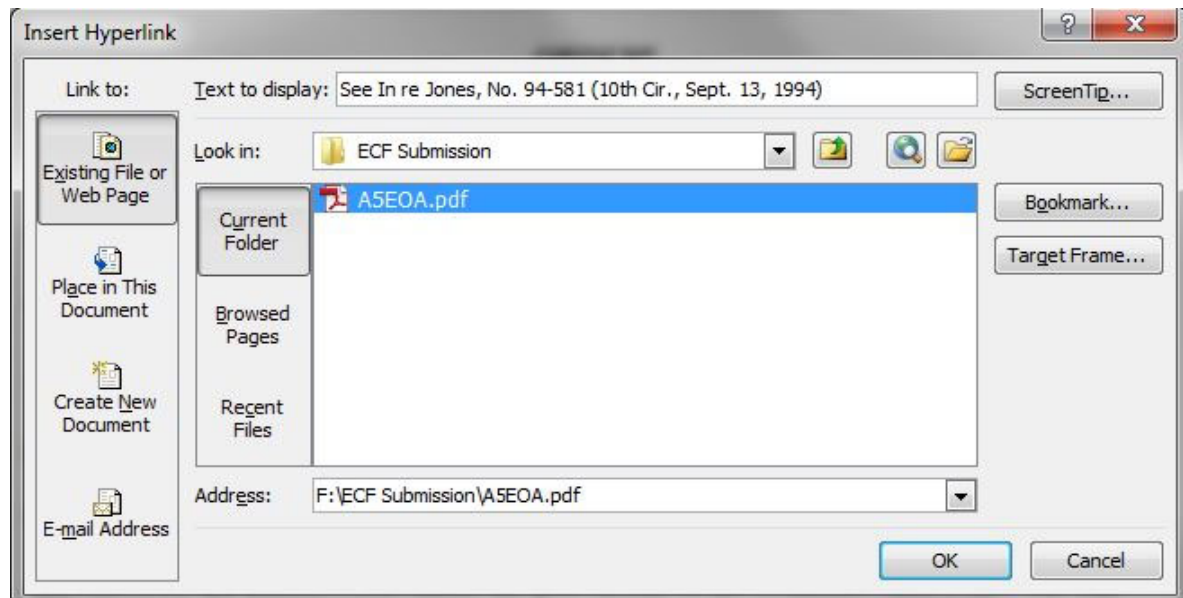 Insert Hyperlink
Link to:
Text to display: See In re Jones, No. 94-581 (10th Cir., Sept. 13, 1994)
ScreenTip...
Existing File or
Web Page
Look in: ECF Submission
Current
Folder
A5EOA.pdf
Bookmark...
Target Frame...
Place in This
Document
Browsed
Pages
Create New
Document
Recent
Files
Address: F:\ECF Submission\A5EOA.pdf
E-mail Address
OK
Cancel